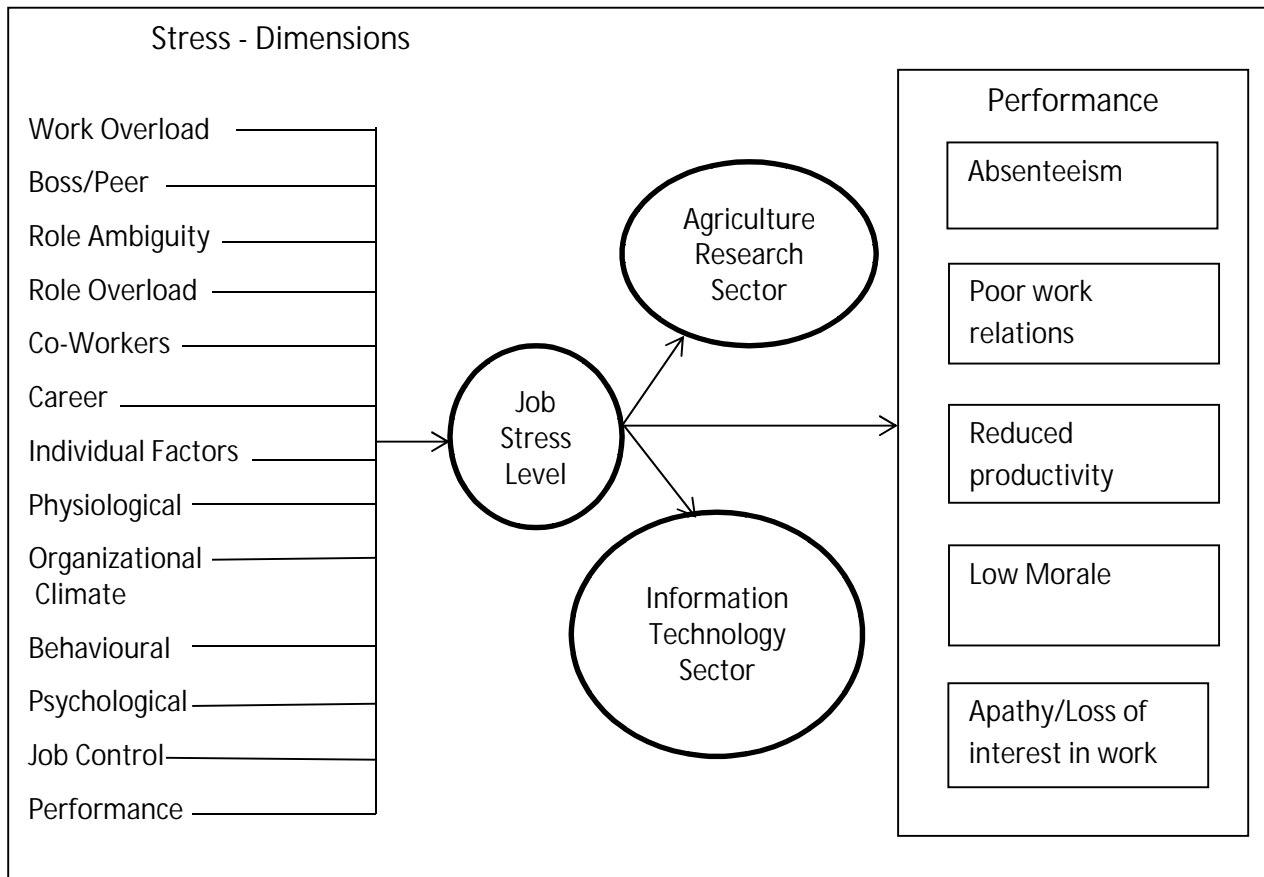 Stress - Dimensions
Work Overload
Boss/Peer
Role Ambiguity
Role Overload
Co-Workers
Career
Individual Factors
Physiological
Organizational
Climate
Behavioural
Psychological
Job Control
Performance
Job
Stress
Level
Agriculture
Research
Sector
Information
Technology
Sector
Performance
Absenteeism
Poor work
relations
Reduced
productivity
Low Morale
Apathy/Loss of
interest in work